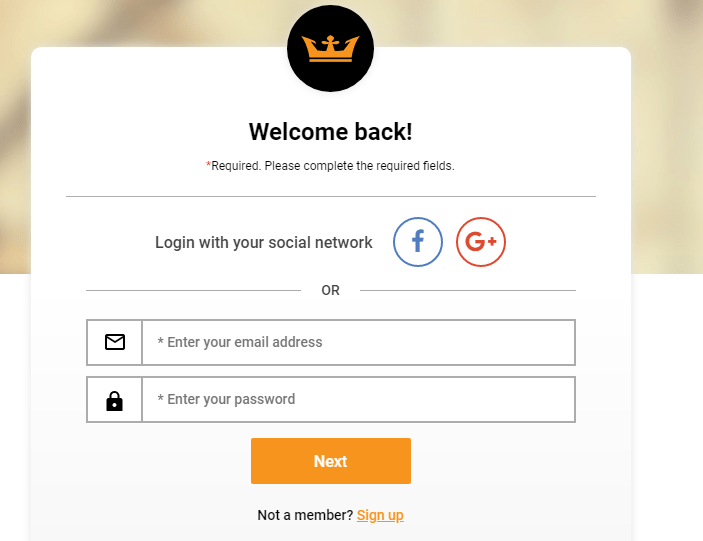 Welcome back!
*Required. Please complete the required fields.
Login with your social network
f
G+
OR
* Enter your email address
* Enter your password
Next
Not a member? Sign up